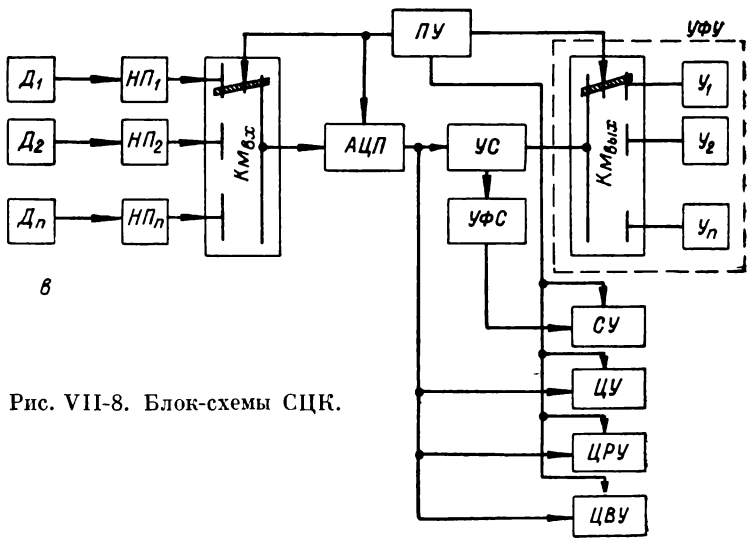 ПУ
УФУ
Д1 НП1 У1
Д2 НП2 КМвх АЦП УС КМвых У2
Дп НПп УФС Уп
в
СУ
Рис. VII-8. Блок-схемы СЦК.
ЦУ
ЦРУ
ЦВУ